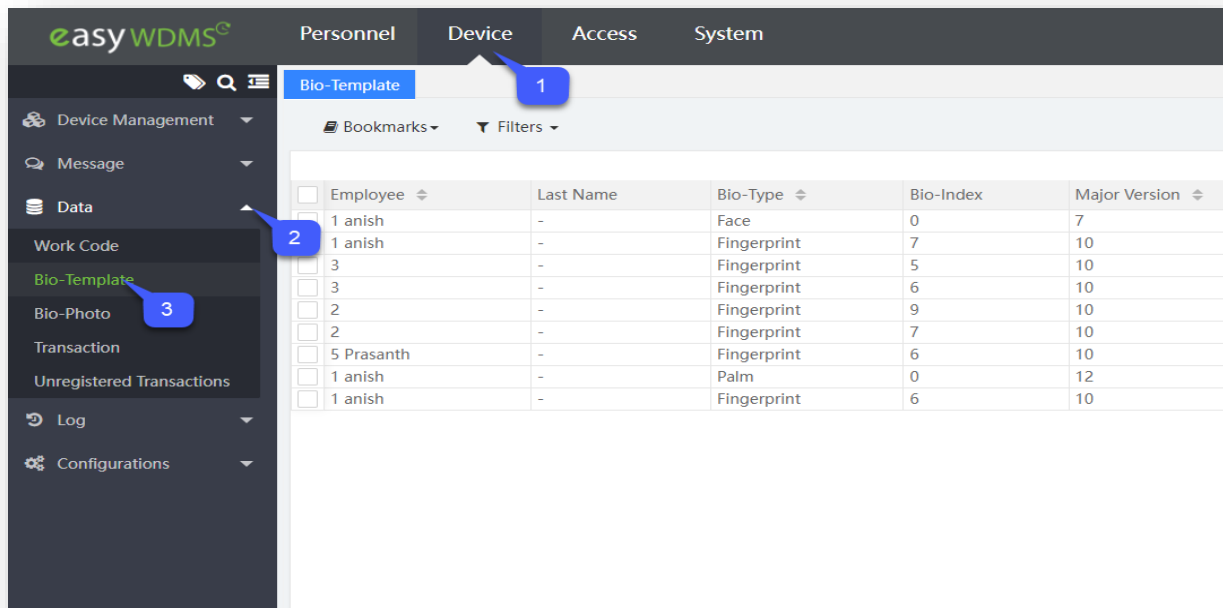 easy WDMS
Personnel Device Access System
1
Bio-Template
Device Management
Bookmarks Filters
Message
Data
Employee Last Name Bio-Type Bio-Index Major Version
1 anish - Face 0 7
2
1 anish - Fingerprint 7 10
Work Code
3 - Fingerprint 5 10
Bio-Template
3 - Fingerprint 6 10
3
Bio-Photo
2 - Fingerprint 9 10
2 - Fingerprint 7 10
Transaction
5 Prasanth - Fingerprint 6 10
1 anish - Palm 0 12
Unregistered Transactions
1 anish - Fingerprint 6 10
Log
Configurations